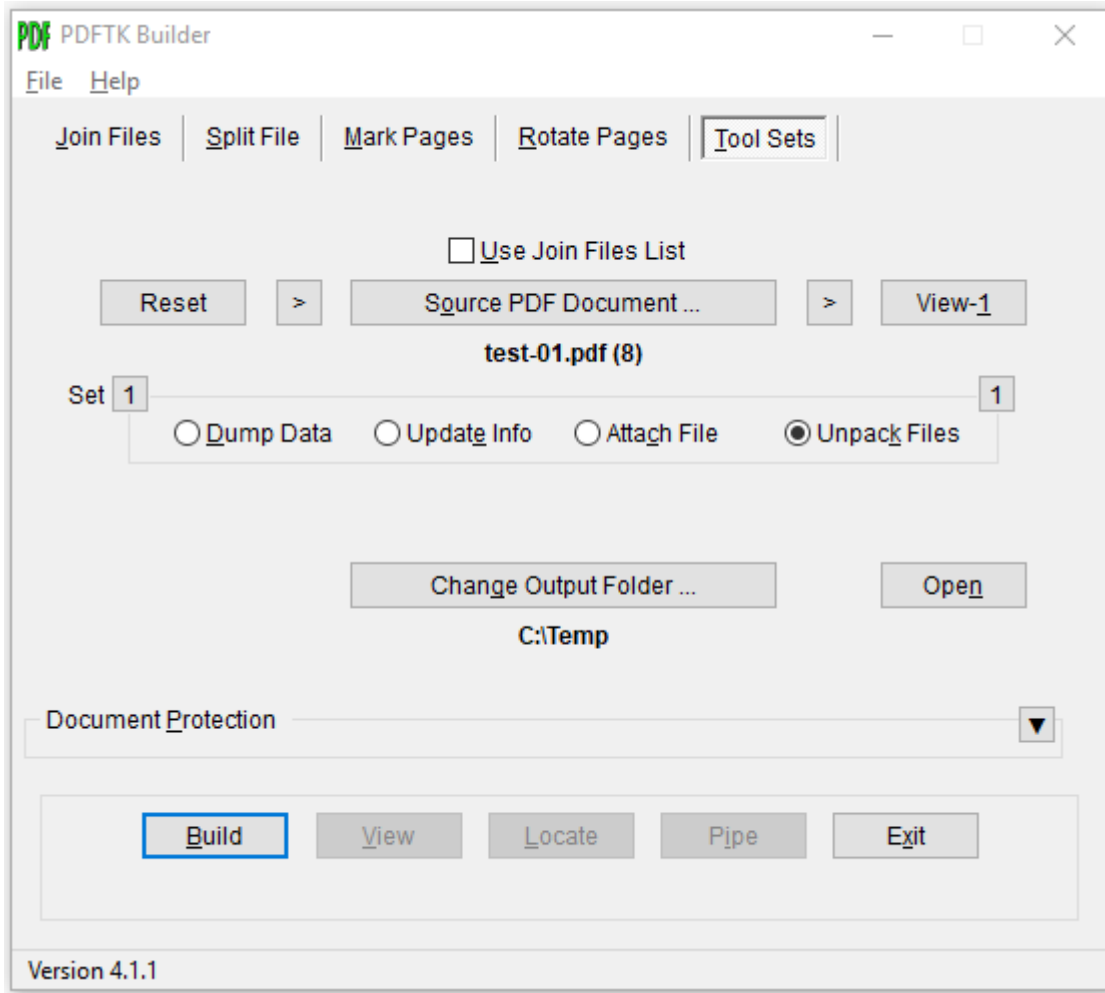 PDF PDFTK Builder
File Help
Join Files Split File Mark Pages Rotate Pages Tool Sets
Use Join Files List
Reset > Source PDF Document ... > View-1
test-01.pdf (8)
Set 1 1
Dump Data Update Info Attach File Unpack Files
Change Output Folder ... Open
C:\Temp
Document Protection ▼
Build View Locate Pipe Exit
Version 4.1.1